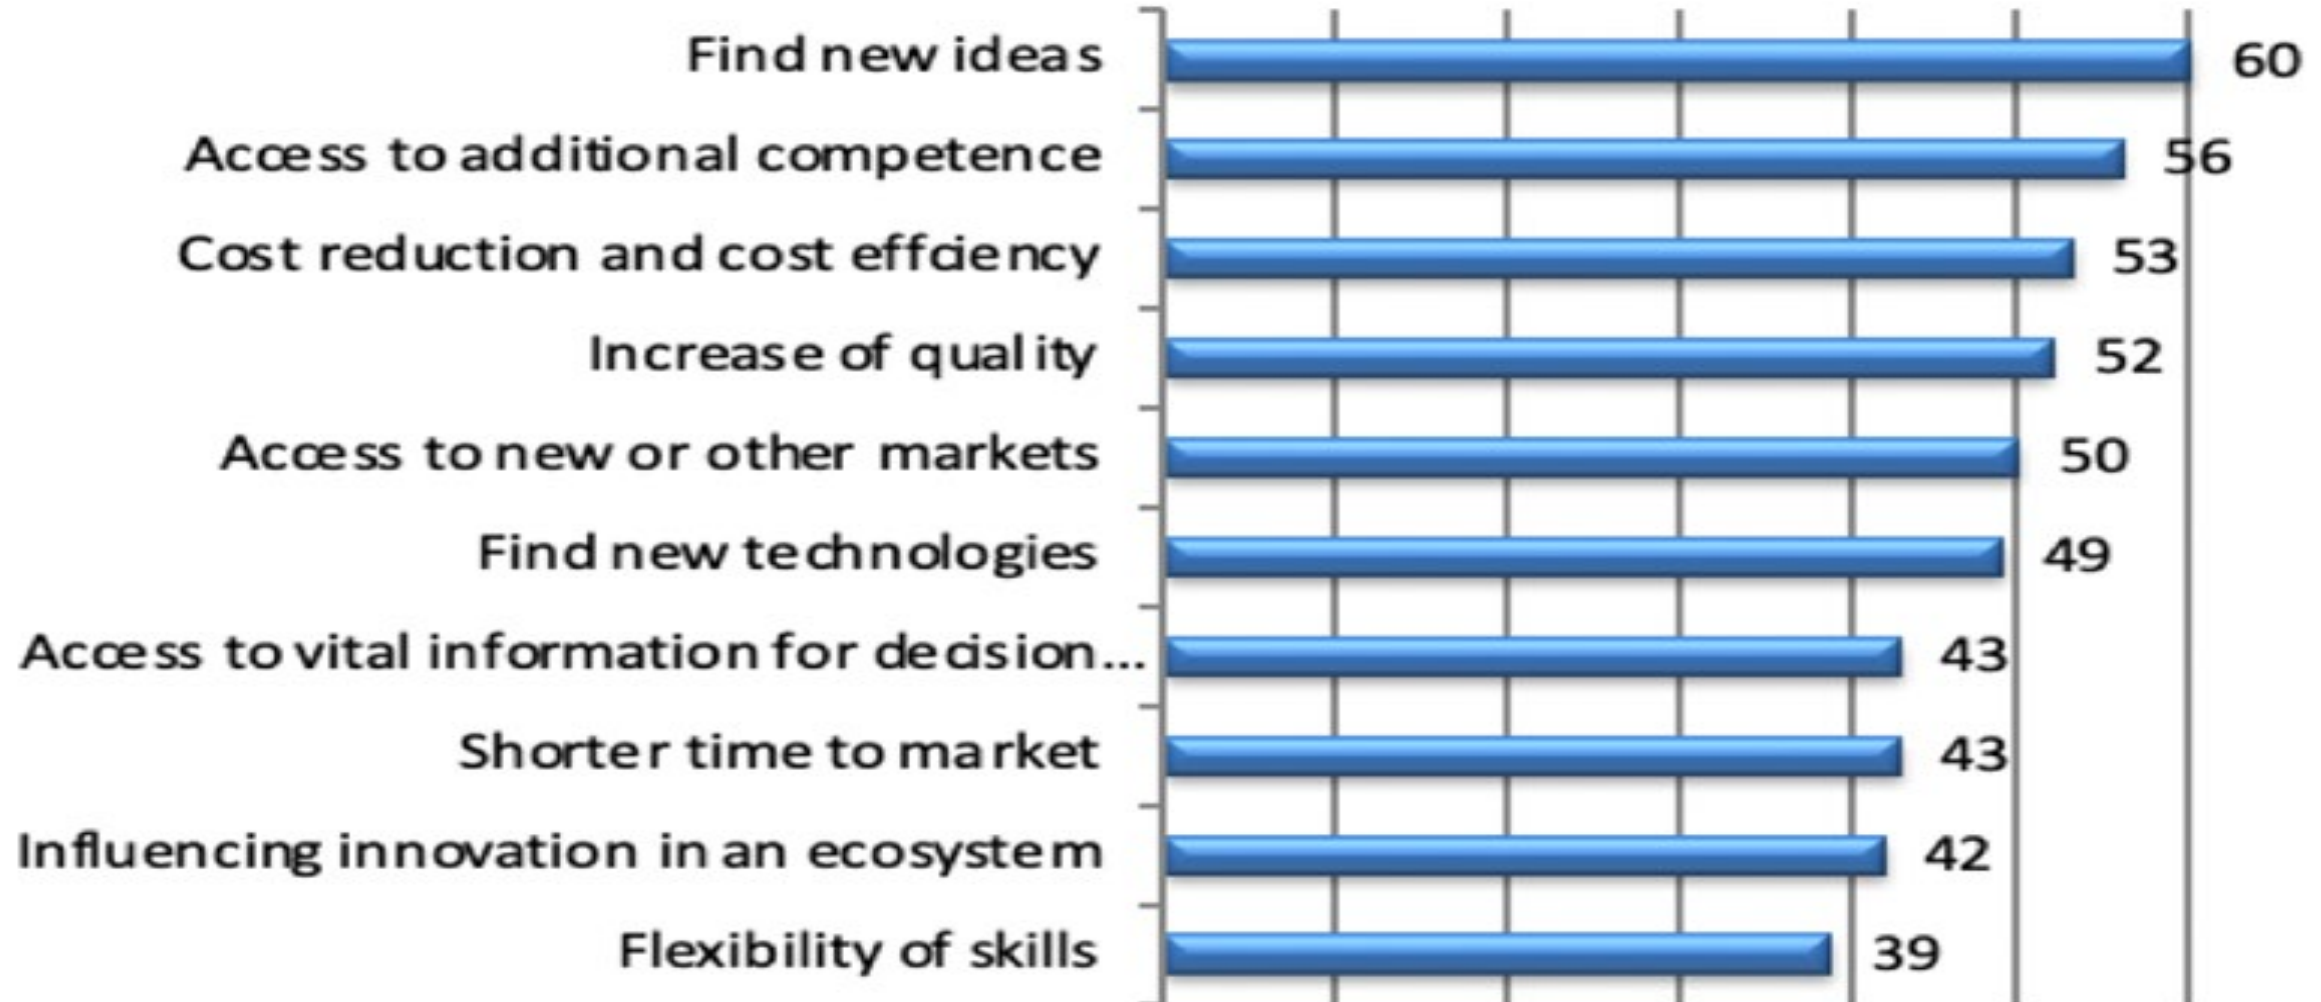 Find new ideas 60
Access to additional competence 56
Cost reduction and cost effciency 53
Increase of quality 52
Access to new or other markets 50
Find new technologies 49
Access to vital information for decision... 43
Shorter time to market 43
Influencing innovation in an ecosystem 42
Flexibility of skills 39